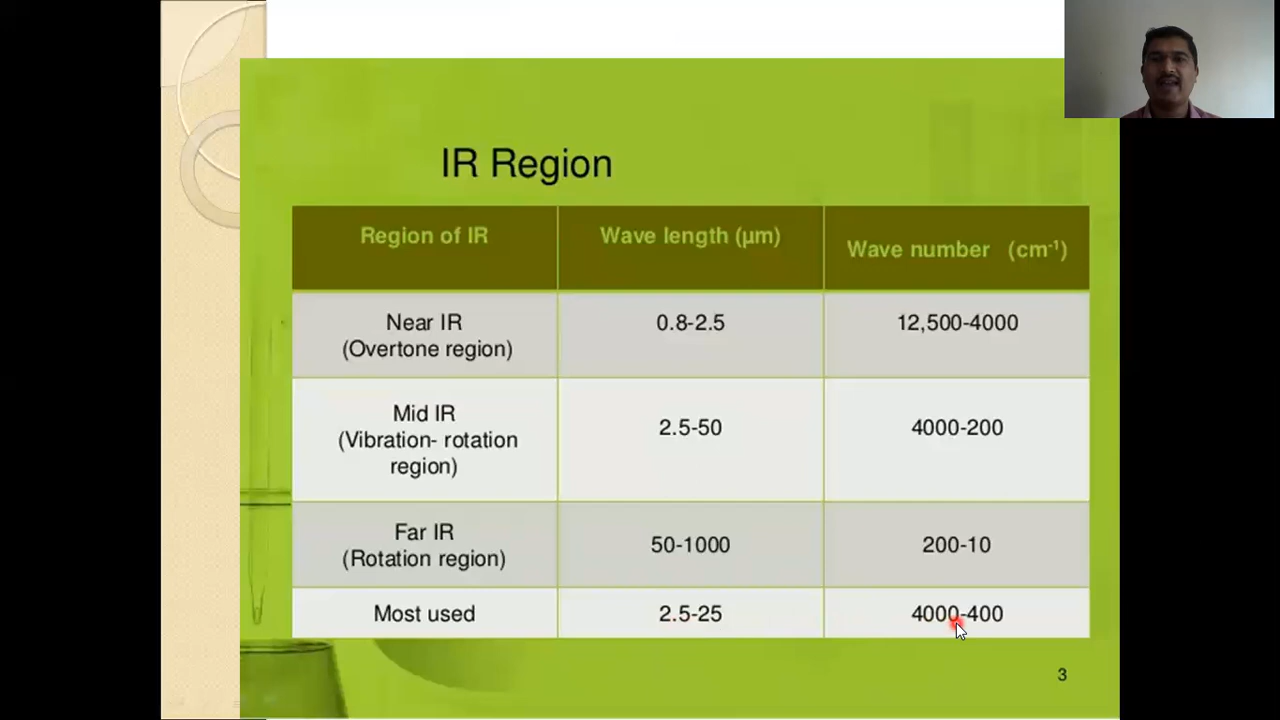 IR Region
Region of IR
Wave length (µm)
Wave number (cm⁻¹)
Near IR
(Overtone region)
0.8-2.5
12,500-4000
Mid IR
(Vibration- rotation
region)
2.5-50
4000-200
Far IR
(Rotation region)
50-1000
200-10
Most used
2.5-25
4000-400
3